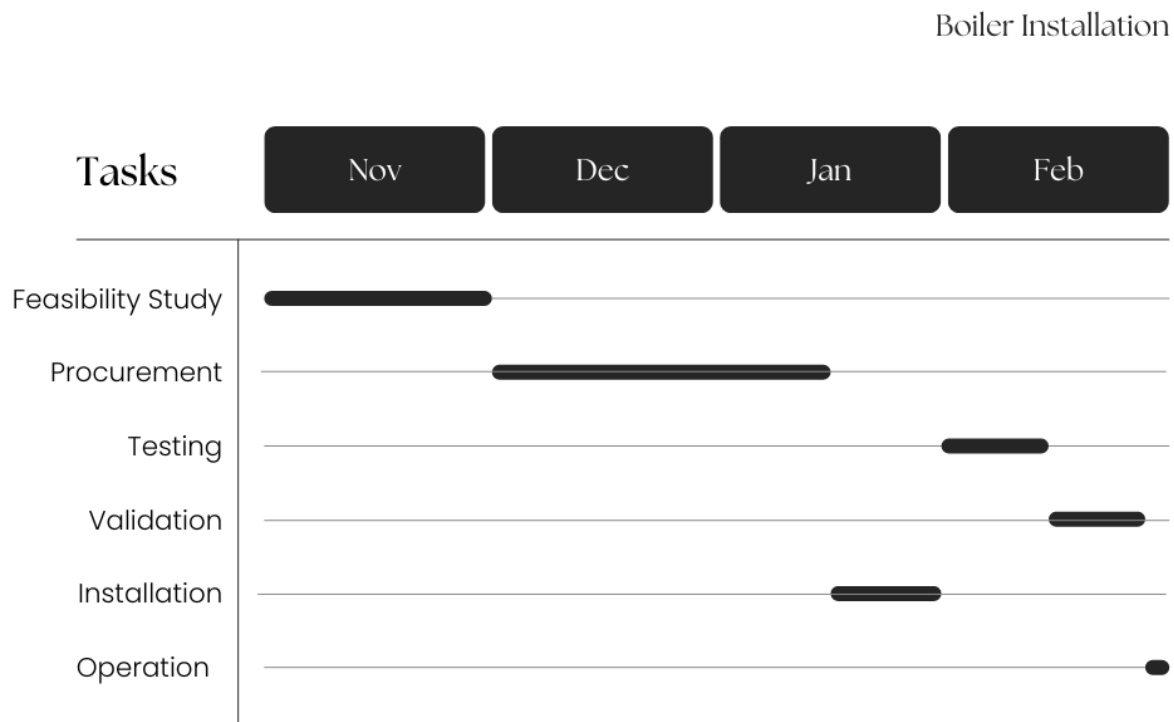 Boiler Installation
Tasks
Nov
Dec
Jan
Feb
Feasibility Study
Procurement
Testing
Validation
Installation
Operation